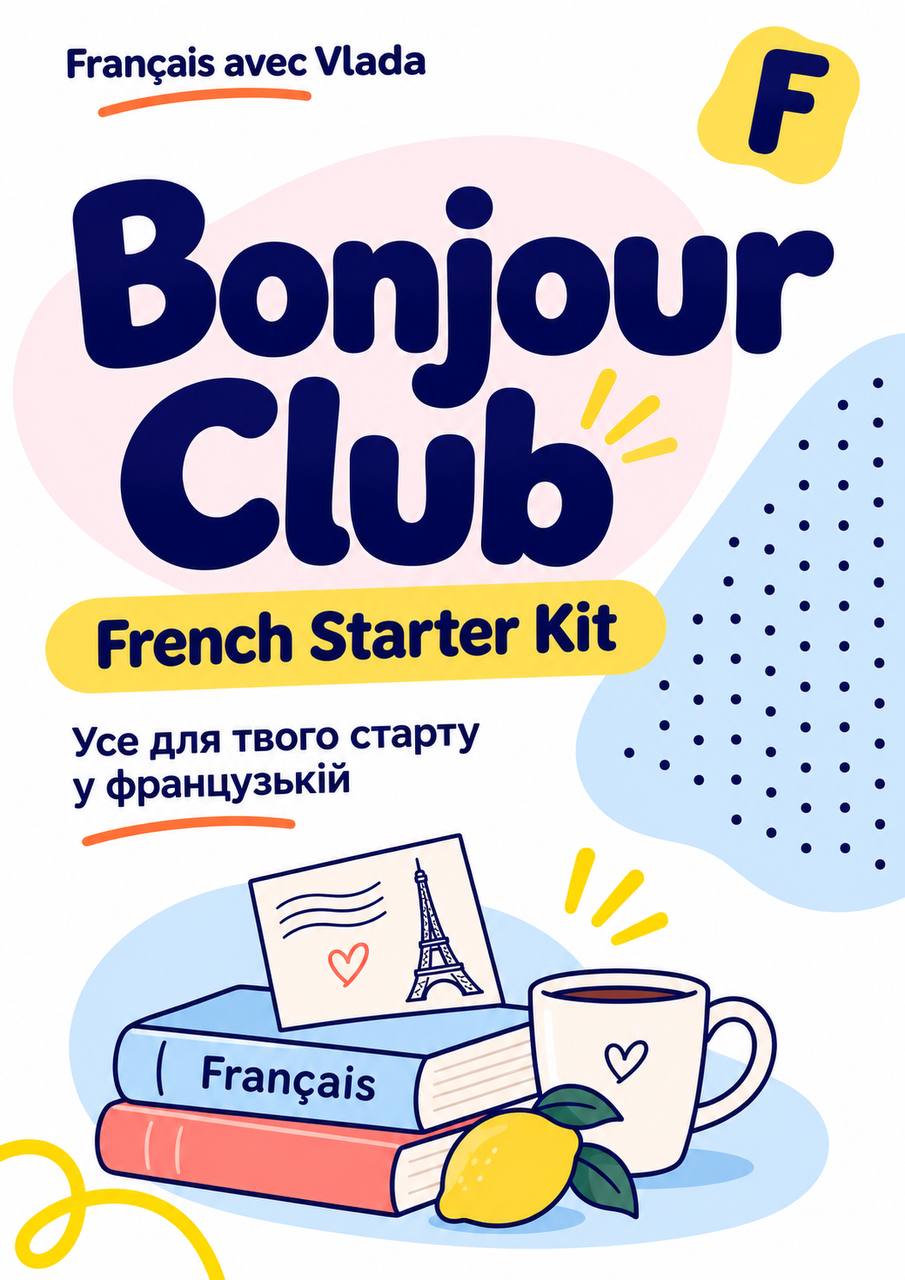 Français avec Vlada
F
Bonjour
Club
French Starter Kit
Усе для твого старту
у французькій
Français